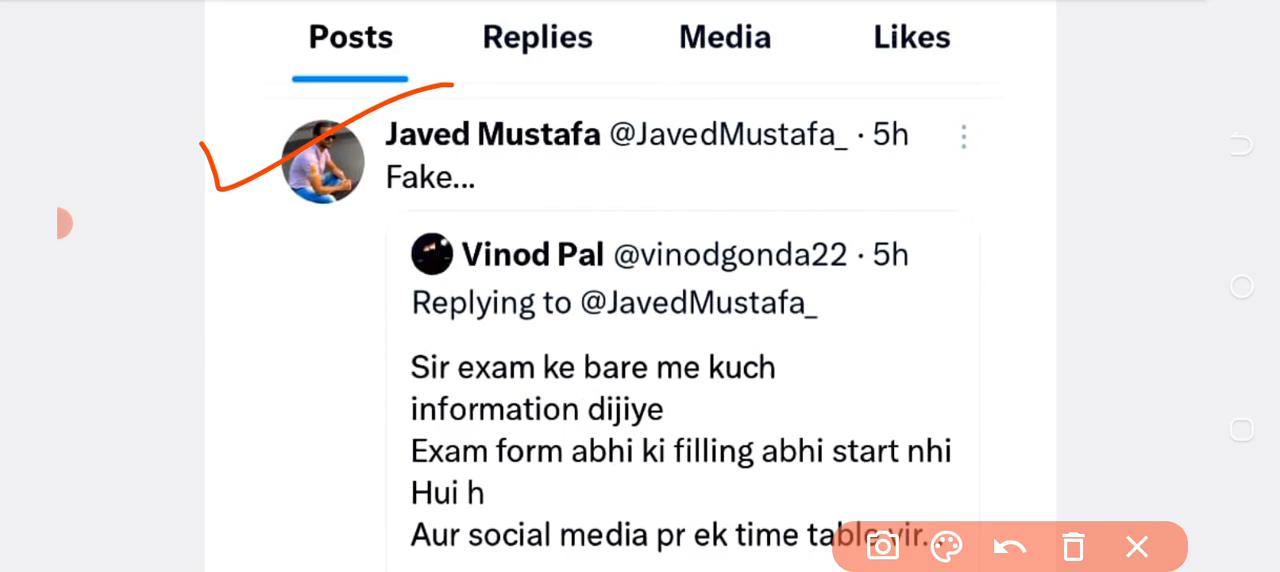 Posts Replies Media Likes
Javed Mustafa @JavedMustafa_ · 5h
Fake...
Vinod Pal @vinodgonda22 · 5h
Replying to @JavedMustafa_
Sir exam ke bare me kuch
information dijiye
Exam form abhi ki filling abhi start nhi
Hui h
Aur social media pr ek time table vir...